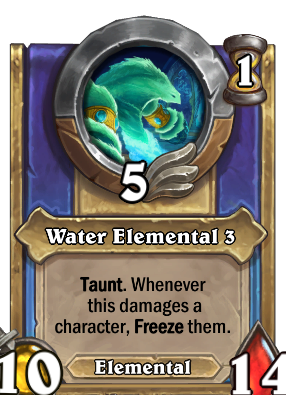 1
5
Water Elemental 3
Taunt. Whenever
this damages a
character, Freeze them.
Elemental
10
14